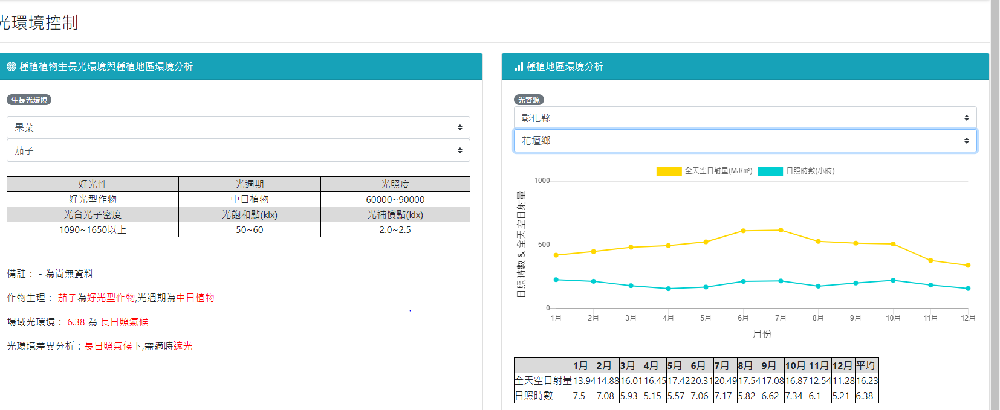 光環境控制
種植植物生長光環境與種植地區環境分析
生長光環境
果菜
茄子
好光性 光週期 光照度
好光型作物 中日植物 60000~90000
光合光子密度 光飽和點(klx) 光補償點(klx)
1090~1650以上 50~60 2.0~2.5
備註： - 為尚無資料
作物生理： 茄子為好光型作物,光週期為中日植物
場域光環境： 6.38 為 長日照氣候
光環境差異分析：長日照氣候下,需適時遮光
種植地區環境分析
光資源
彰化縣
花壇鄉
全天空日射量(MJ/㎡) 日照時數(小時)
日照時數 & 全天空日射量
1000
500
0
1月 2月 3月 4月 5月 6月 7月 8月 9月 10月 11月 12月
月份
1月 2月 3月 4月 5月 6月 7月 8月 9月 10月 11月 12月 平均
全天空日射量 13.94 14.88 16.01 16.45 17.42 20.31 20.49 17.54 17.08 16.87 12.54 11.28 16.23
日照時數 7.5 7.08 5.93 5.15 5.57 7.06 7.17 5.82 6.62 7.34 6.1 5.21 6.38